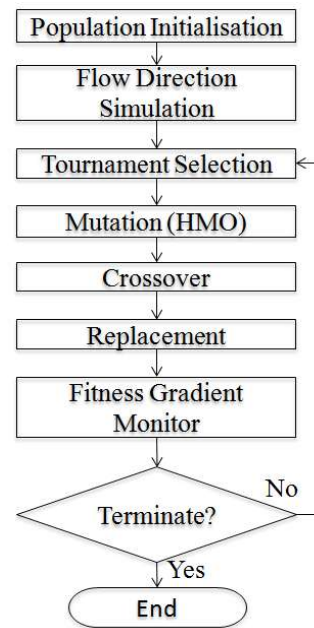 Population Initialisation
Flow Direction
Simulation
Tournament Selection
Mutation (HMO)
Crossover
Replacement
Fitness Gradient
Monitor
No
Terminate?
Yes
End